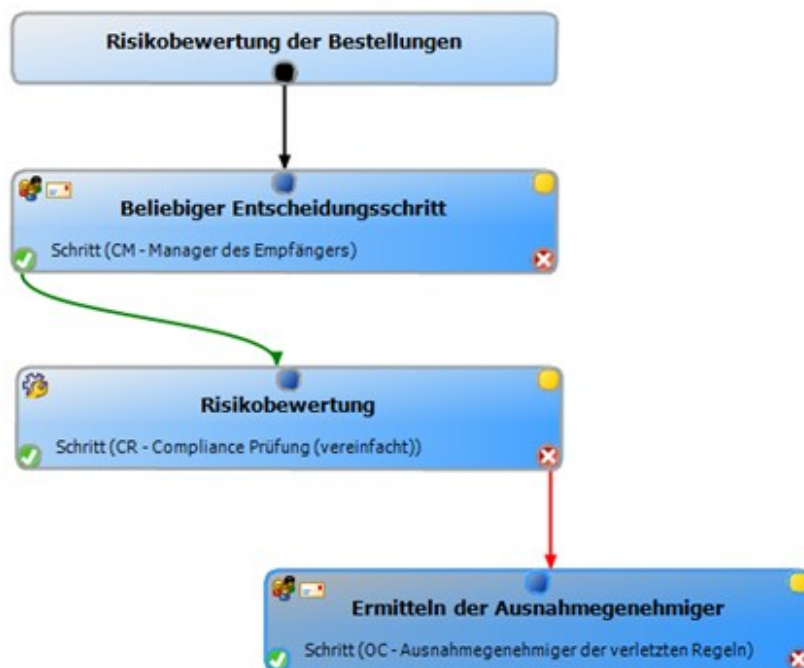 Risikobewertung der Bestellungen
Beliebiger Entscheidungsschritt
Schritt (CM - Manager des Empfängers)
Risikobewertung
Schritt (CR - Compliance Prüfung (vereinfacht))
Ermitteln der Ausnahmegenehmiger
Schritt (OC - Ausnahmegenehmiger der verletzten Regeln)